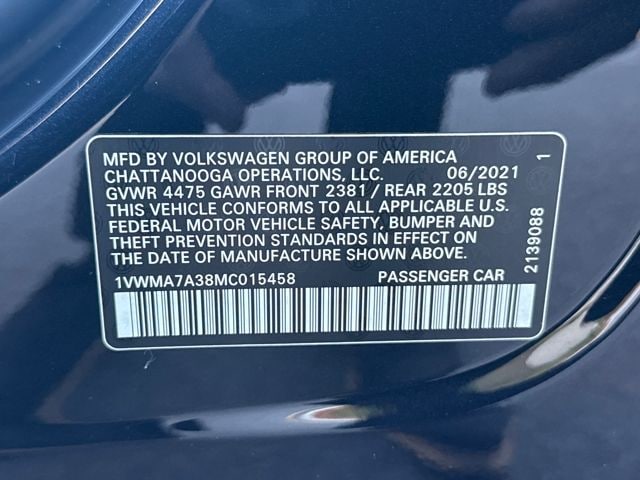 MFD BY VOLKSWAGEN GROUP OF AMERICA
CHATTANOOGA OPERATIONS, LLC. 06/2021
GVWR 4475 GAWR FRONT 2381/ REAR 2205 LBS
THIS VEHICLE CONFORMS TO ALL APPLICABLE U.S.
FEDERAL MOTOR VEHICLE SAFETY, BUMPER AND
THEFT PREVENTION STANDARDS IN EFFECT ON
THE DATE OF MANUFACTURE SHOWN ABOVE.
1VWMA7A38MC015458 PASSENGER CAR
2139088 1